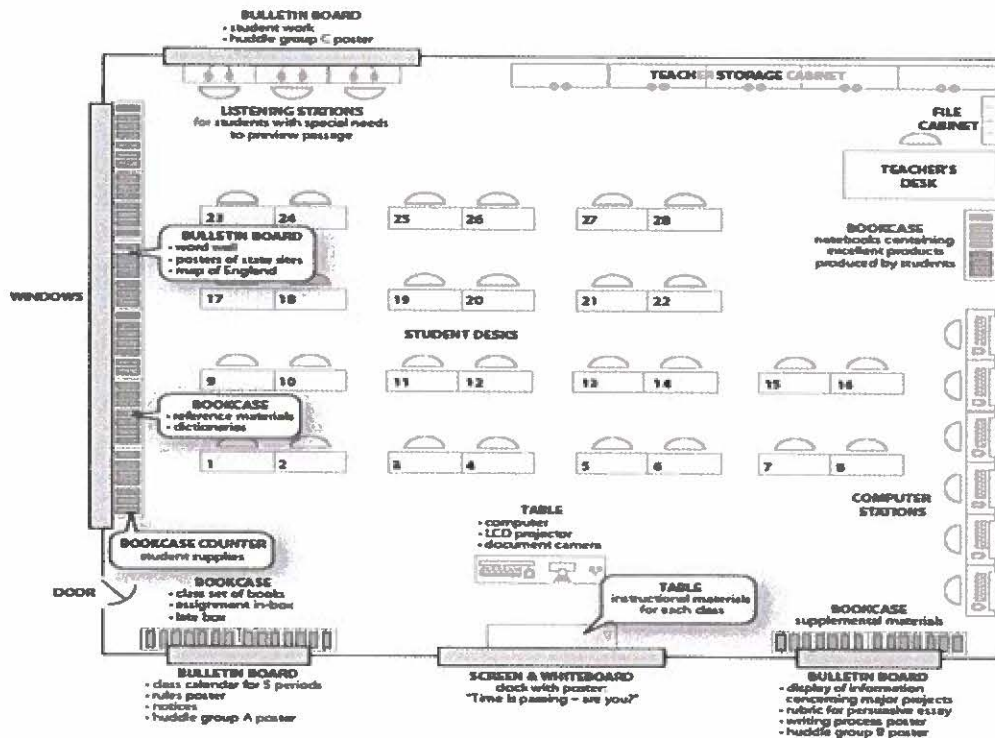 BULLETIN BOARD
• student work
• huddle group C poster
TEACHER STORAGE CABINET
LISTENING STATIONS
for students with special needs
to preview passage
FILE
CABINET
TEACHER'S
DESK
23 24 25 26 27 28
BULLETIN BOARD
• word wall
• posters of state sites
• map of England
BOOKCASE
notebooks containing
excellent products
produced by students
WINDOWS
17 18 19 20 21 22
STUDENT DESKS
9 10 11 12 13 14 15 16
BOOKCASE
• reference materials
• dictionaries
1 2 3 4 5 6 7 8
COMPUTER
STATIONS
TABLE
• computer
• LCD projector
• document camera
BOOKCASE COUNTER
student supplies
DOOR
BOOKCASE
• class set of books
• assignment in-box
• late box
TABLE
instructional materials
for each class
BOOKCASE
supplemental materials
BULLETIN BOARD
• class calendar for 5 periods
• rules poster
• notices
• huddle group A poster
SCREEN & WHITEBOARD
clock with poster:
"Time is passing – are you?"
BULLETIN BOARD
• display of information
concerning major projects
• rubric for persuasive essay
• writing process poster
• huddle group B poster